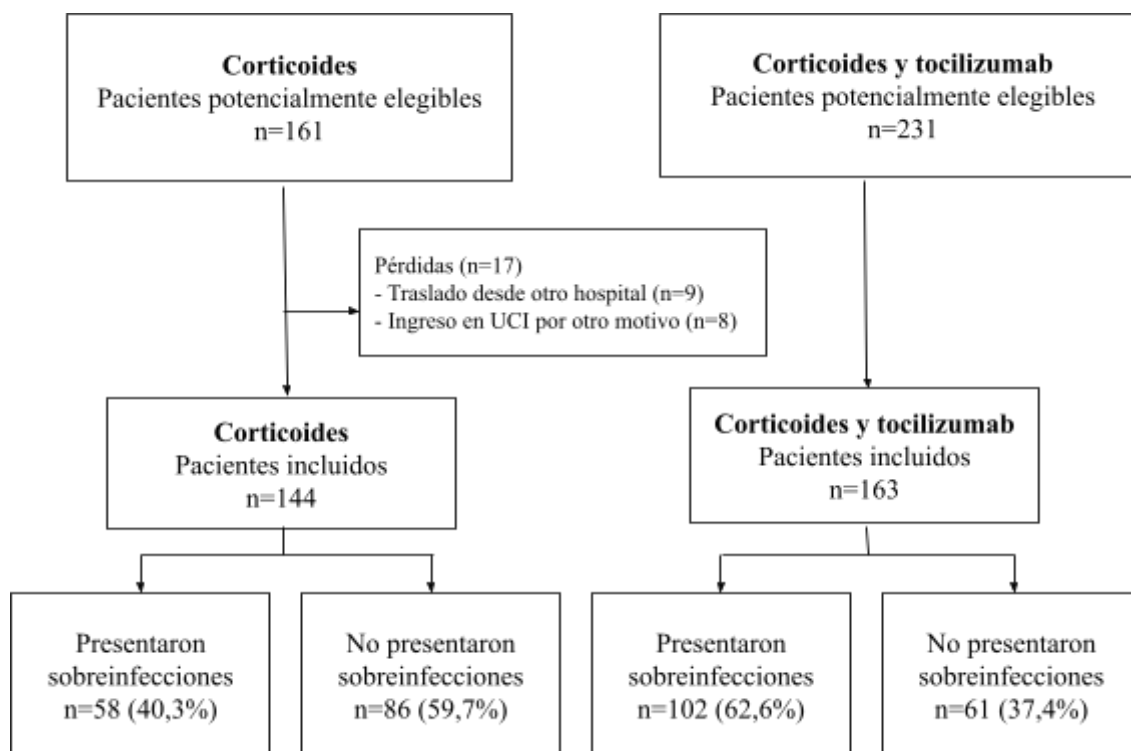 Corticoides
Pacientes potencialmente elegibles
n=161
Corticoides y tocilizumab
Pacientes potencialmente elegibles
n=231
Pérdidas (n=17)
- Traslado desde otro hospital (n=9)
- Ingreso en UCI por otro motivo (n=8)
Corticoides
Pacientes incluidos
n=144
Corticoides y tocilizumab
Pacientes incluidos
n=163
Presentaron
sobreinfecciones
n=58 (40,3%)
No presentaron
sobreinfecciones
n=86 (59,7%)
Presentaron
sobreinfecciones
n=102 (62,6%)
No presentaron
sobreinfecciones
n=61 (37,4%)